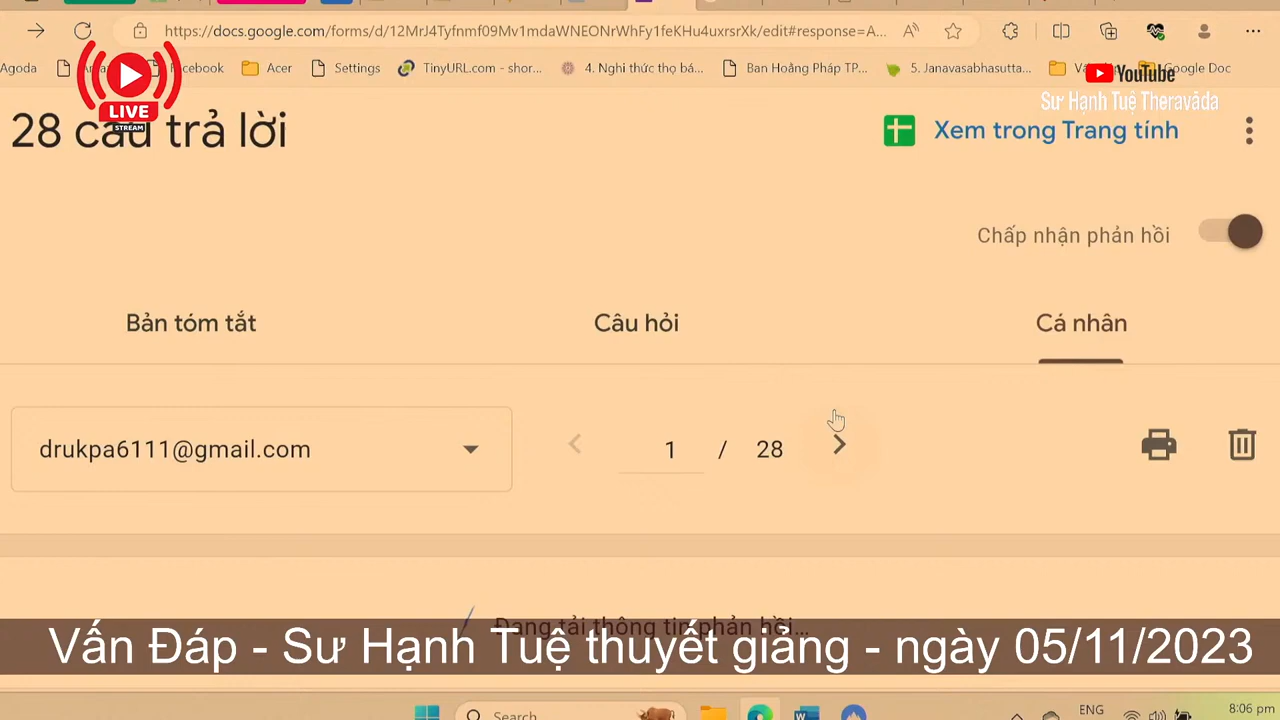 https://docs.google.com/forms/d/12MrJ4Tyfnmf09Mv1mdaWNEONrWhFy1feKHu4uxrsrXk/edit#response=A...
Agoda
cebook
Acer
Settings
TinyURL.com - shor...
4. Nghi thức thọ bá...
Ban Hoằng Pháp TP...
5. Janavasabhasutta...
Google Doc
LIVE
STREAM
YouTube
Sư Hạnh Tuệ Theravāda
28 câu trả lời
Xem trong Trang tính
Chấp nhận phản hồi
Bản tóm tắt
Câu hỏi
Cá nhân
drukpa6111@gmail.com
1 / 28
Đang tải thông tin phản hồi...
Vấn Đáp - Sư Hạnh Tuệ thuyết giảng - ngày 05/11/2023
Search
ENG
8:06 pm